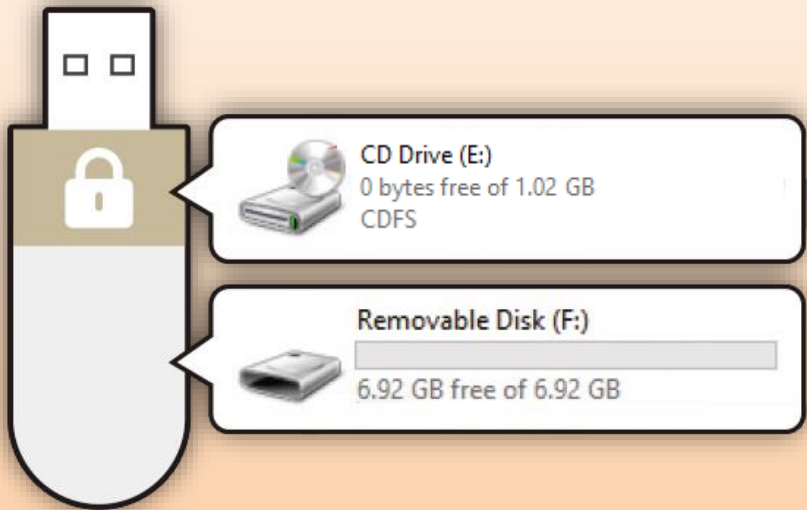 CD Drive (E:)
0 bytes free of 1.02 GB
CDFS
Removable Disk (F:)
6.92 GB free of 6.92 GB